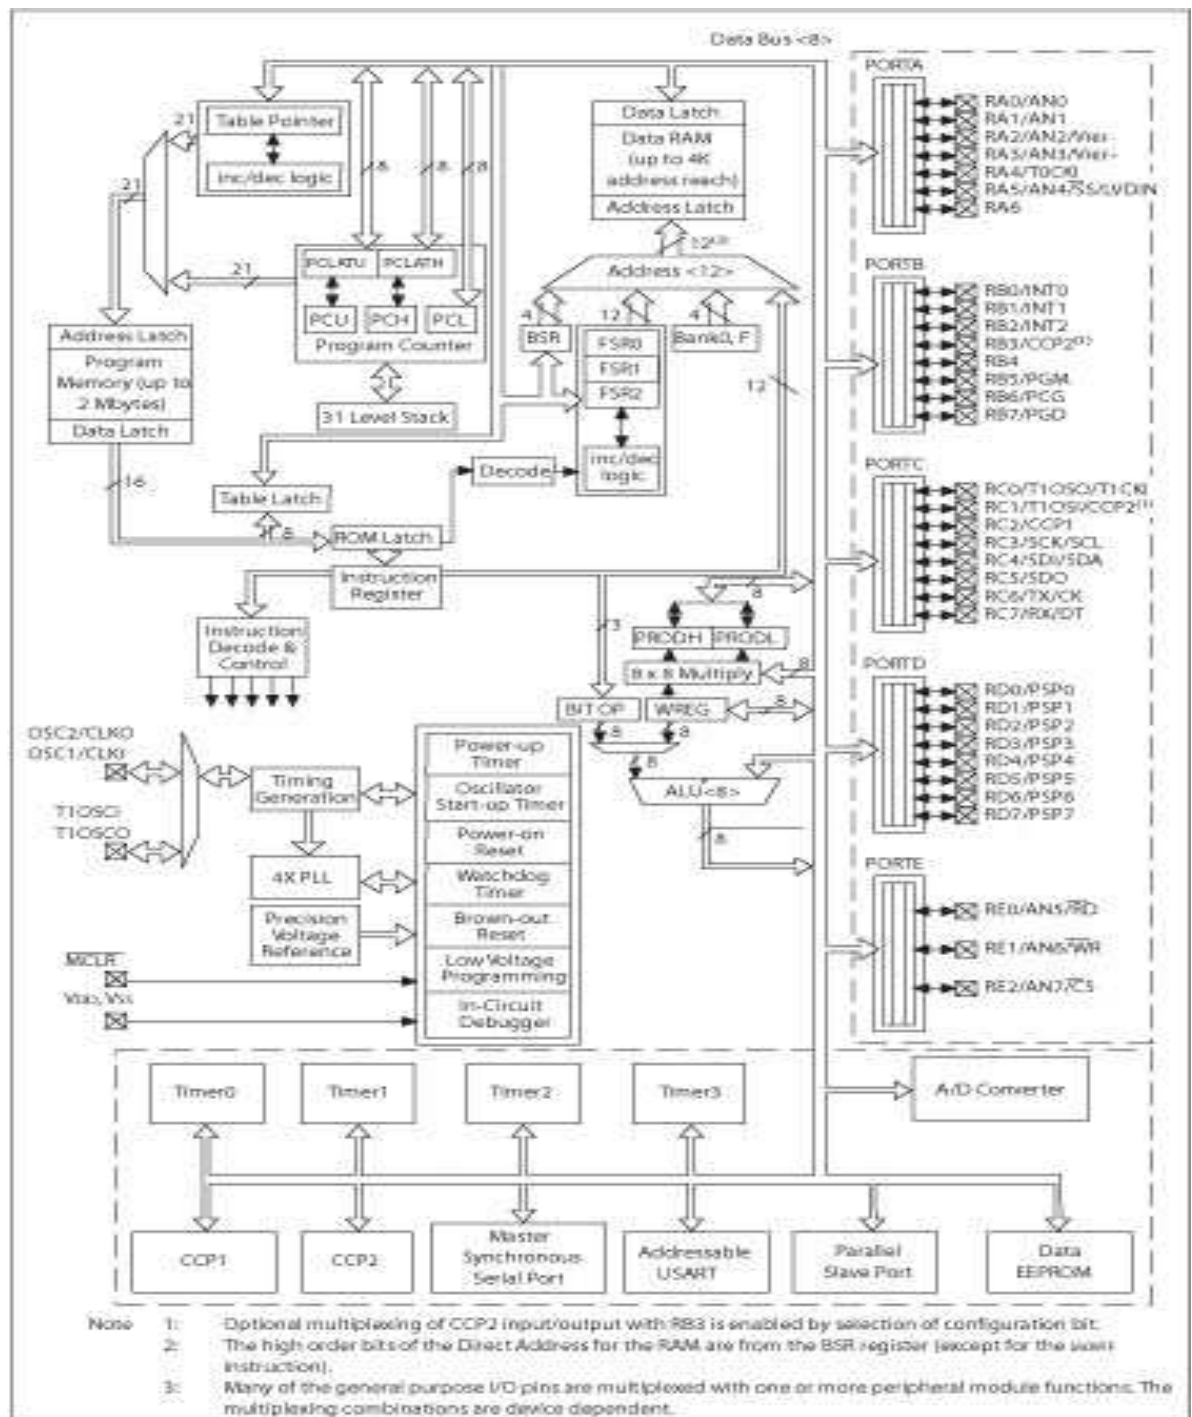 Data Bus <8>
PORTA
RA0/AN0
RA1/AN1
RA2/AN2/VREF-
RA3/AN3/VREF+
RA4/T0CKI
RA5/AN4/SS/LVDIN
RA6
PORTB
RB0/INT0
RB1/INT1
RB2/INT2
RB3/CCP2(1)
RB4
RB5/PGM
RB6/PCG
RB7/PGD
PORTC
RC0/T1OSO/T1CKI
RC1/T1OSI/CCP2(1)
RC2/CCP1
RC3/SCK/SCL
RC4/SDI/SDA
RC5/SDO
RC6/TX/CK
RC7/RX/DT
PORTD
RD0/PSP0
RD1/PSP1
RD2/PSP2
RD3/PSP3
RD4/PSP4
RD5/PSP5
RD6/PSP6
RD7/PSP7
PORTE
RE0/AN5/RD
RE1/AN6/WR
RE2/AN7/CS
21
Table Pointer
inc/dec logic
8
8
8
21
21
PCLATU
PCLATH
PCU
PCH
PCL
Program Counter
31 Level Stack
Address Latch
Program
Memory (up to
2 Mbytes)
Data Latch
16
Table Latch
8
ROM Latch
Instruction
Register
Instruction
Decode &
Control
Decode
Data Latch
Data RAM
(up to 4K
address reach)
Address Latch
12(2)
Address <12>
4
12
4
BSR
FSR0
FSR1
FSR2
Bank0, F
12
inc/dec
logic
8
3
PRODH
PRODL
8 x 8 Multiply
8
BIT OP
WREG
8
8
8
8
ALU<8>
8
OSC2/CLKO
OSC1/CLKI
T1OSCI
T1OSCO
Timing
Generation
4X PLL
Precision
Voltage
Reference
MCLR
VDD, VSS
Power-up
Timer
Oscillator
Start-up Timer
Power-on
Reset
Watchdog
Timer
Brown-out
Reset
Low Voltage
Programming
In-Circuit
Debugger
Timer0
Timer1
Timer2
Timer3
A/D Converter
CCP1
CCP2
Master
Synchronous
Serial Port
Addressable
USART
Parallel
Slave Port
Data
EEPROM
Note 1: Optional multiplexing of CCP2 input/output with RB3 is enabled by selection of configuration bit.
2: The high order bits of the Direct Address for the RAM are from the BSR register (except for the MOVFF
instruction).
3: Many of the general purpose I/O pins are multiplexed with one or more peripheral module functions. The
multiplexing combinations are device dependent.